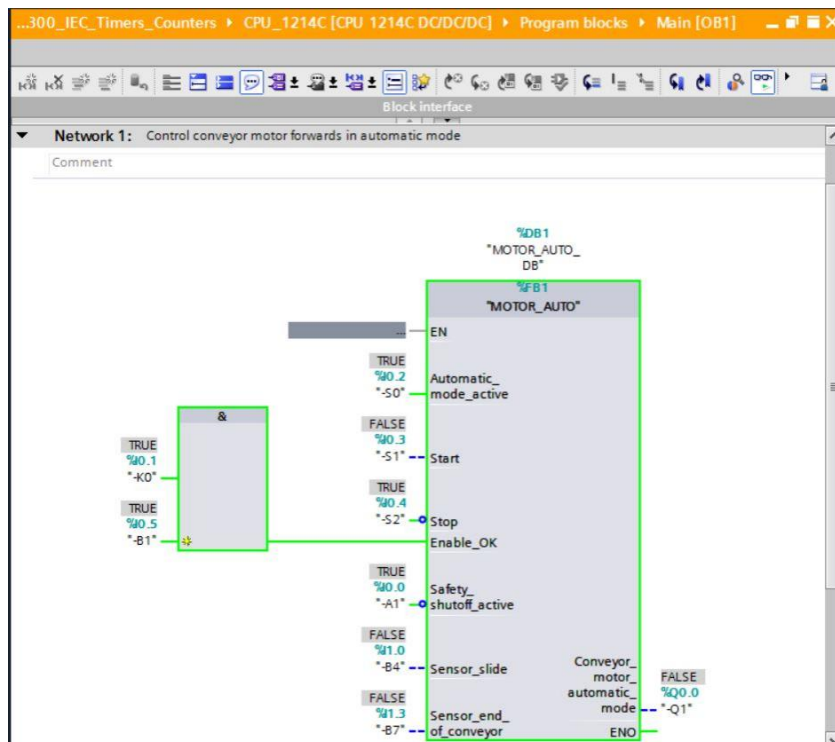 ...300_IEC_Timers_Counters ▸ CPU_1214C [CPU 1214C DC/DC/DC] ▸ Program blocks ▸ Main [OB1]
Block interface
Network 1: Control conveyor motor forwards in automatic mode
Comment
%DB1
"MOTOR_AUTO_
DB"
%FB1
"MOTOR_AUTO"
... EN
TRUE
%I0.2
"-S0"
Automatic_
mode_active
&
FALSE
%I0.3
"-S1"
Start
TRUE
%I0.1
"-K0"
TRUE
%I0.4
"-S2"
Stop
TRUE
%I0.5
"-B1"
Enable_OK
TRUE
%I0.0
"-A1"
Safety_
shutoff_active
FALSE
%I1.0
"-B4"
Sensor_slide
FALSE
%I1.3
"-B7"
Sensor_end_
of_conveyor
Conveyor_
motor_
automatic_
mode
FALSE
%Q0.0
"-Q1"
ENO